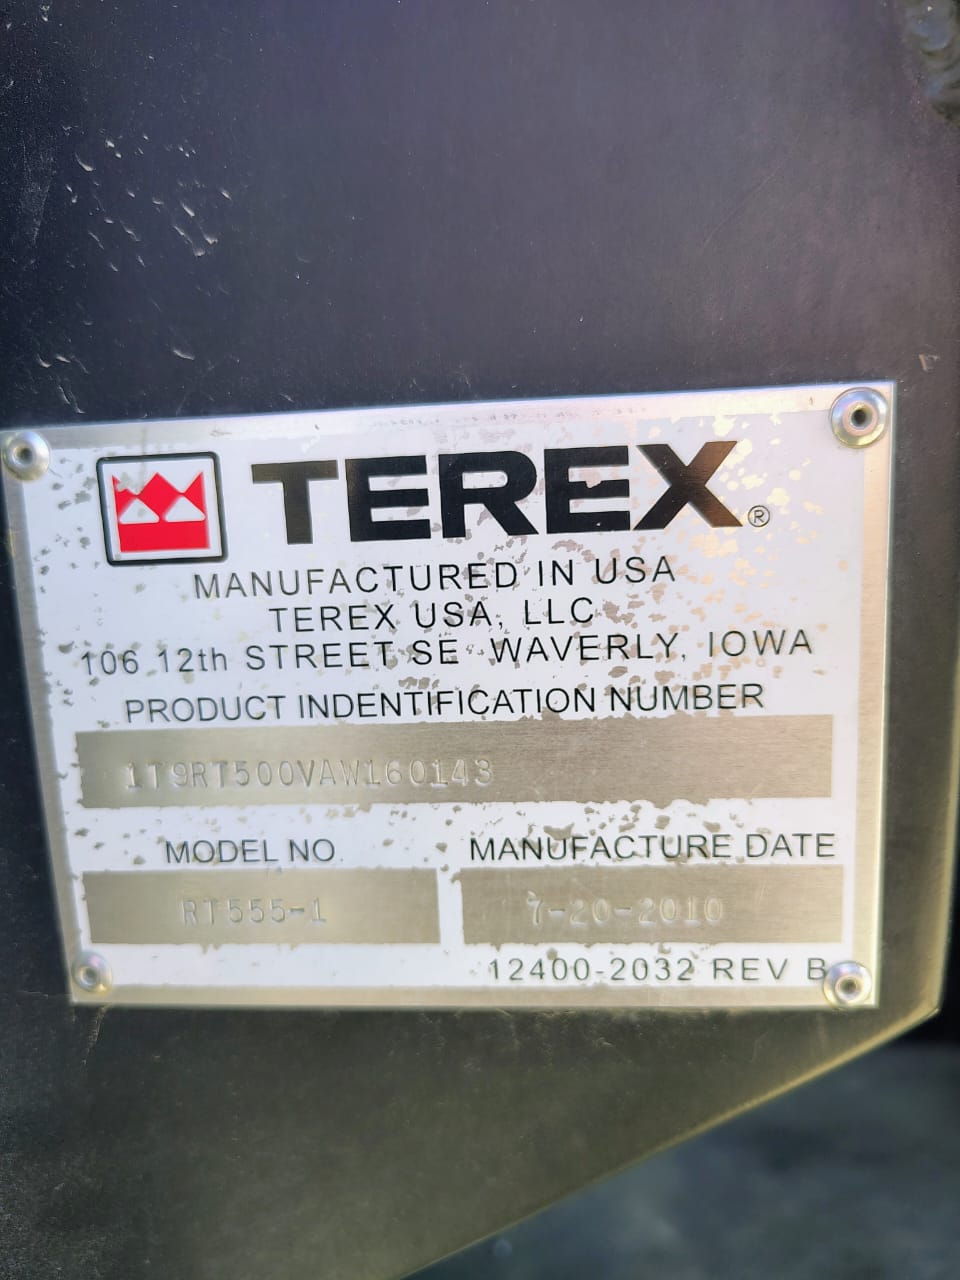 TEREX®
MANUFACTURED IN USA
TEREX USA, LLC
106 12th STREET SE WAVERLY, IOWA
PRODUCT INDENTIFICATION NUMBER
1T9RT500VAW160143
MODEL NO.
MANUFACTURE DATE
RT555-1
7-20-2010
12400-2032 REV B